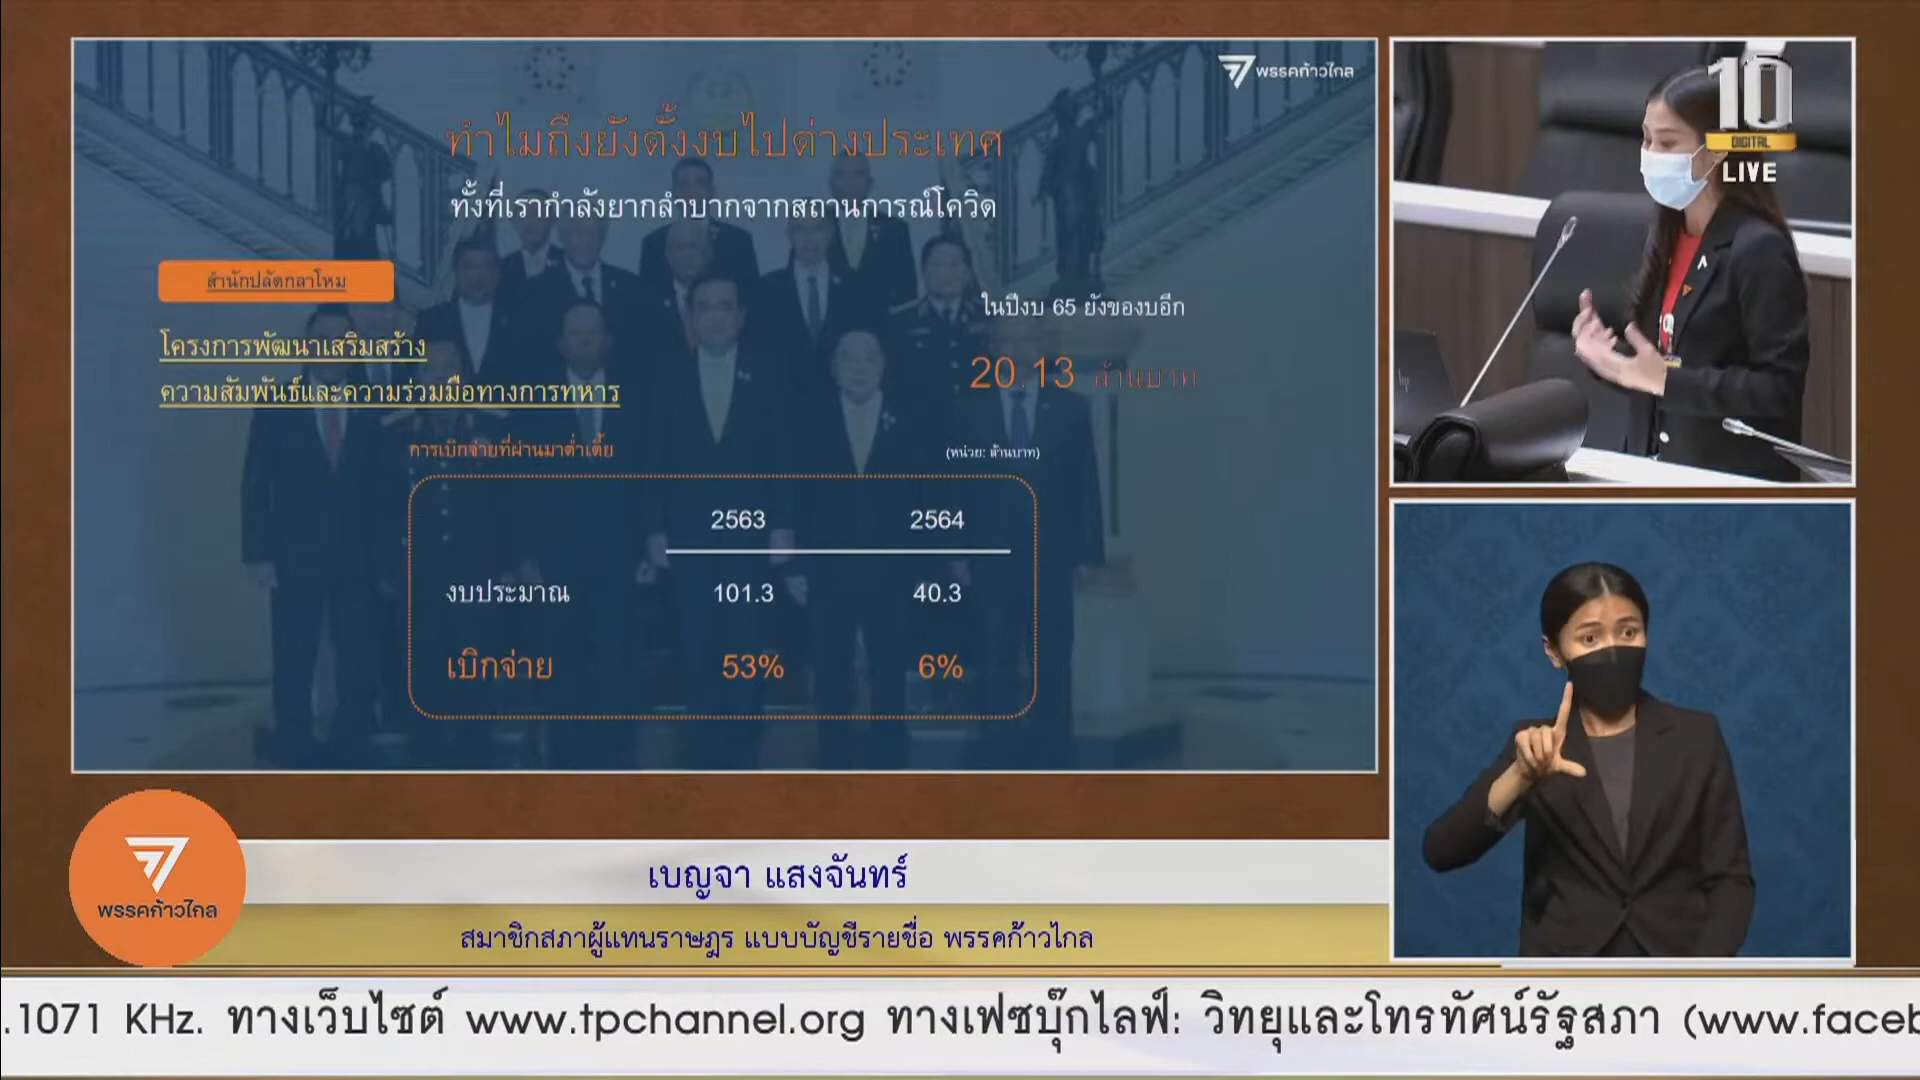 พรรคก้าวไกล
ทำไมถึงยังตั้งงบไปต่างประเทศ
ทั้งที่เรากำลังยากลำบากจากสถานการณ์โควิด
สำนักปลัดกลาโหม
โครงการพัฒนาเสริมสร้าง
ความสัมพันธ์และความร่วมมือทางการทหาร
ในปีงบ 65 ยังของบอีก
20.13 ล้านบาท
การเบิกจ่ายที่ผ่านมาต่ำเตี้ย
(หน่วย: ล้านบาท)
2563 2564
งบประมาณ 101.3 40.3
เบิกจ่าย 53% 6%
10
DIGITAL
LIVE
พรรคก้าวไกล
เบญจา แสงจันทร์
สมาชิกสภาผู้แทนราษฎร แบบบัญชีรายชื่อ พรรคก้าวไกล
.1071 KHz. ทางเว็บไซต์ www.tpchannel.org ทางเฟซบุ๊กไลฟ์: วิทยุและโทรทัศน์รัฐสภา (www.faceb